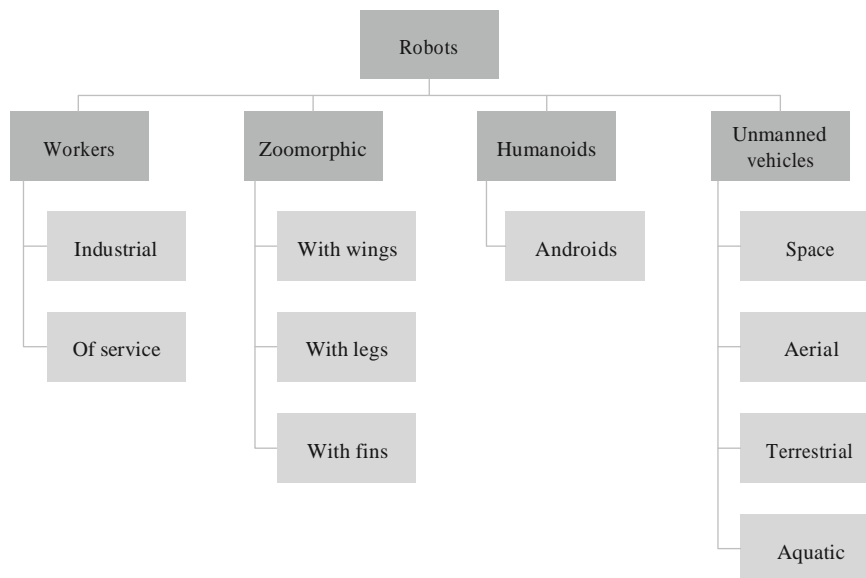 Robots
Workers
Zoomorphic
Humanoids
Unmanned
vehicles
Industrial
With wings
Androids
Space
Of service
With legs
Aerial
With fins
Terrestrial
Aquatic